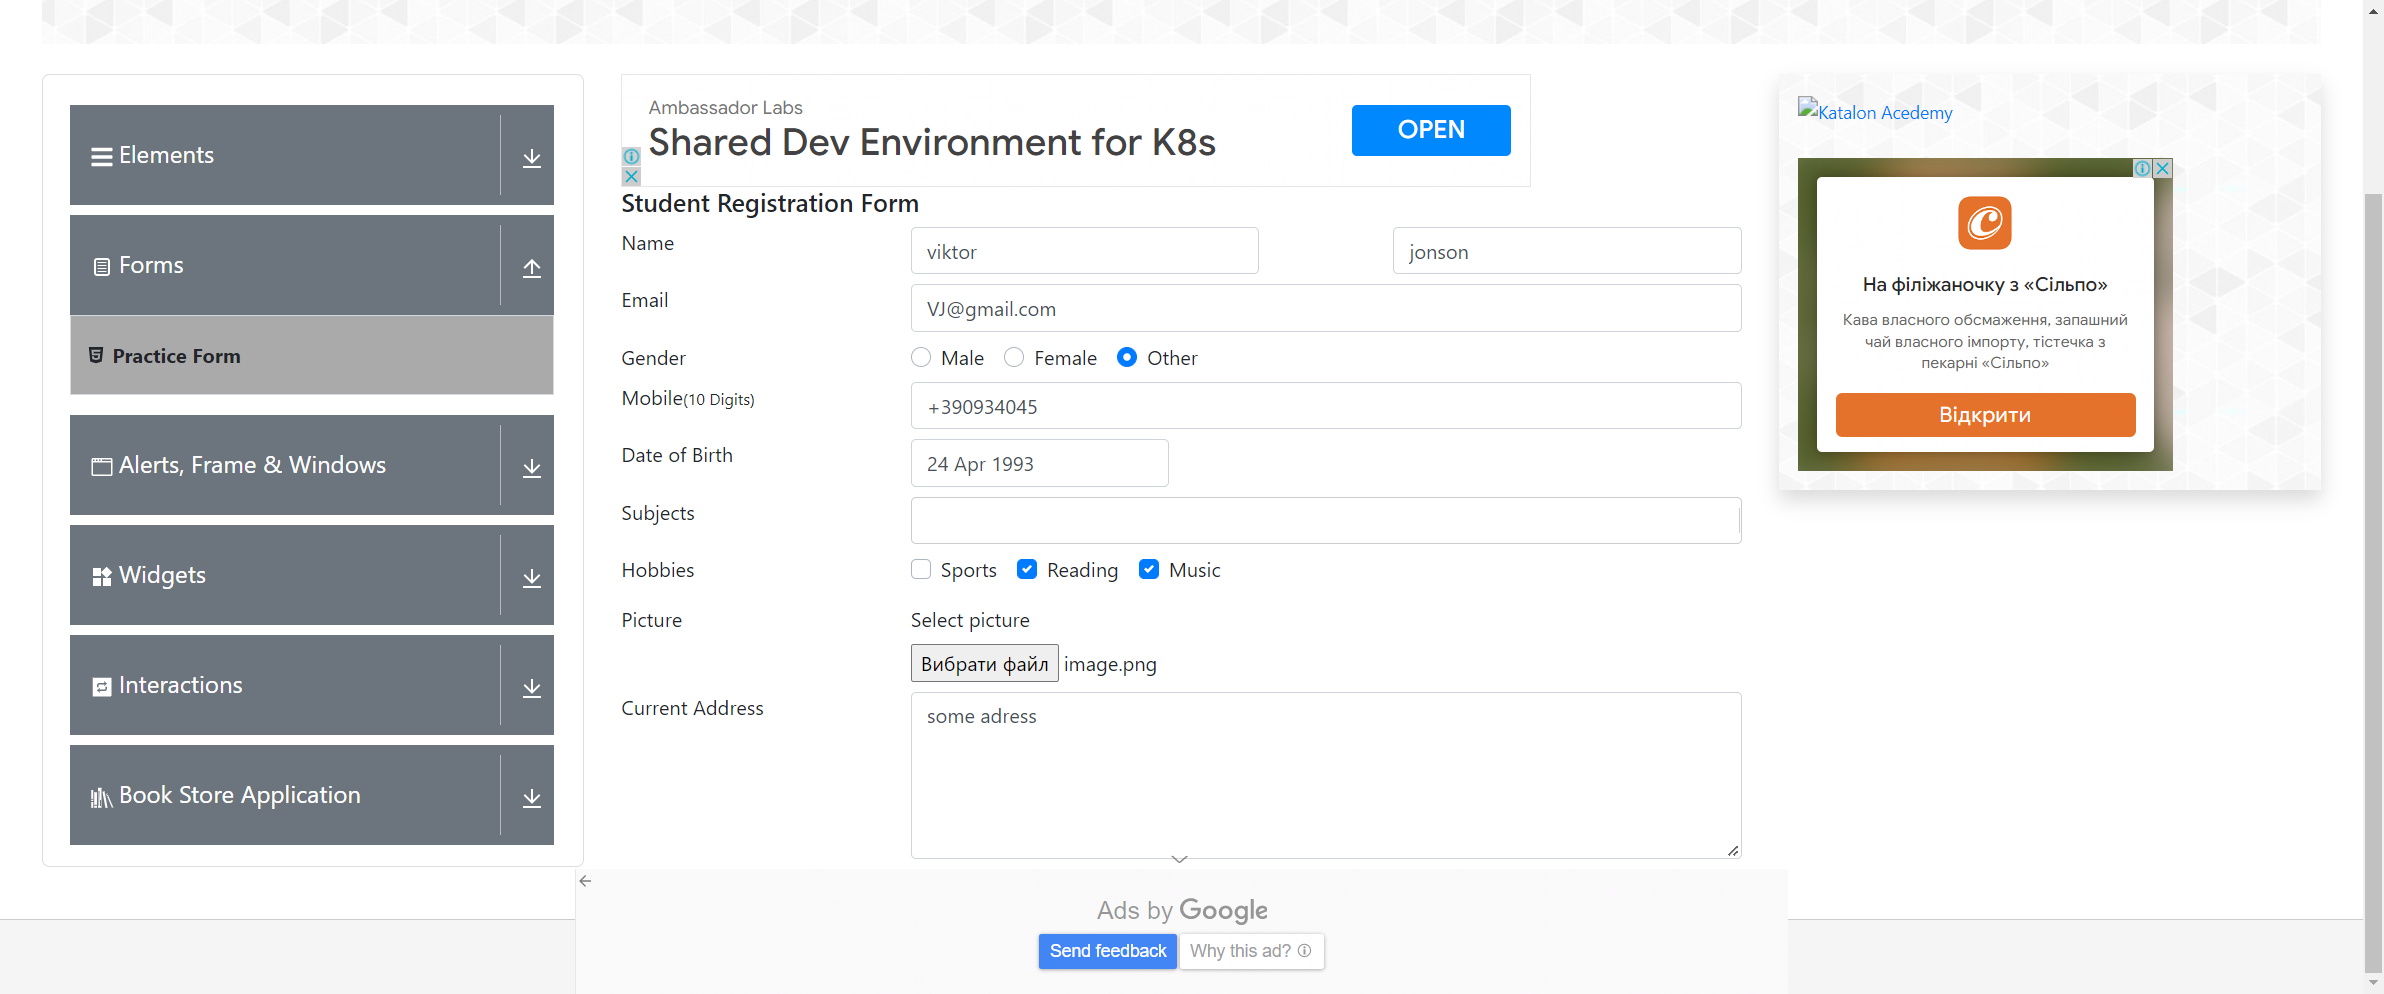 Elements
Forms
Practice Form
Alerts, Frame & Windows
Widgets
Interactions
Book Store Application
Ambassador Labs
Shared Dev Environment for K8s
OPEN
Student Registration Form
Name
viktor
jonson
Email
VJ@gmail.com
Gender
Male
Female
Other
Mobile(10 Digits)
+390934045
Date of Birth
24 Apr 1993
Subjects
Hobbies
Sports
Reading
Music
Picture
Select picture
Вибрати файл image.png
Current Address
some adress
Ads by Google
Send feedback
Why this ad?
Katalon Acedemy
На філіжаночку з «Сільпо»
Кава власного обсмаження, запашний
чай власного імпорту, тістечка з
пекарні «Сільпо»
Відкрити